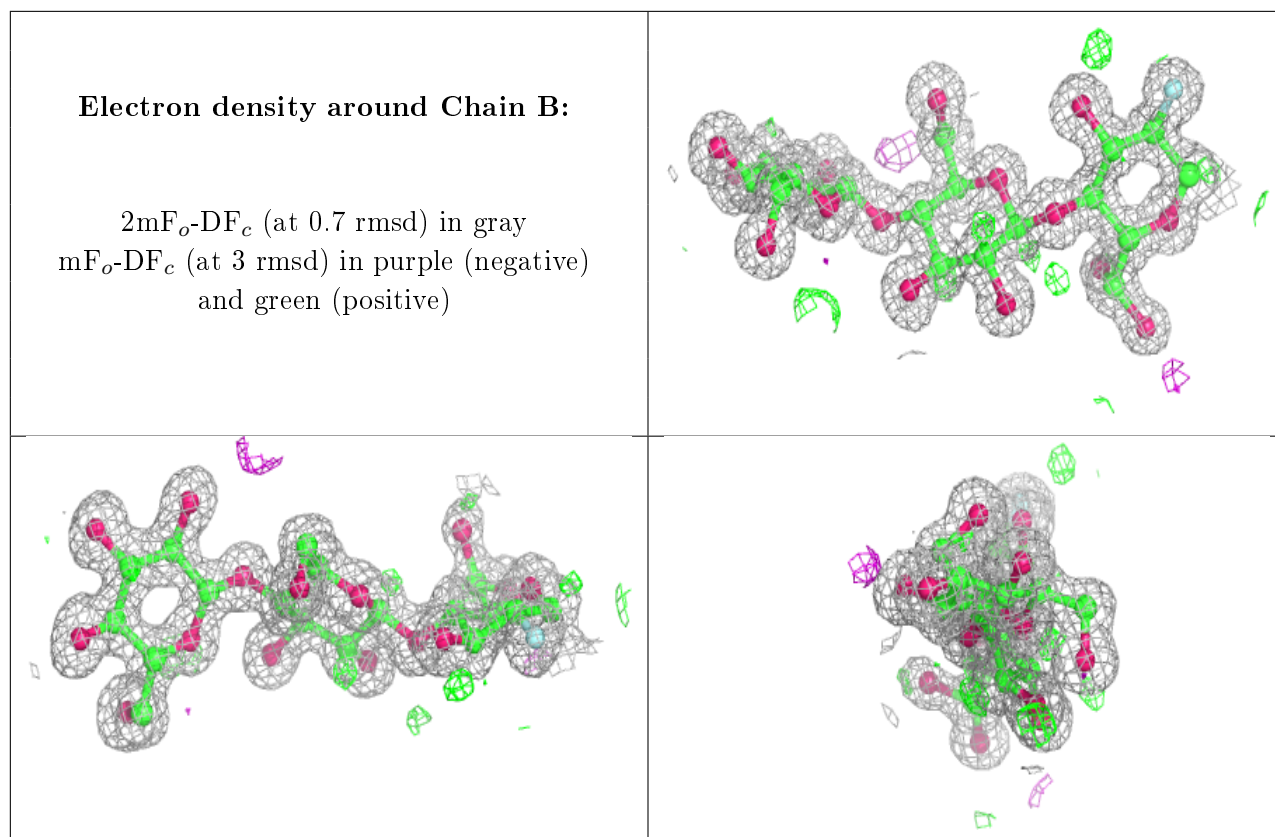 Electron density around Chain B:
2mFₒ-DF𝑐 (at 0.7 rmsd) in gray
mFₒ-DF𝑐 (at 3 rmsd) in purple (negative)
and green (positive)